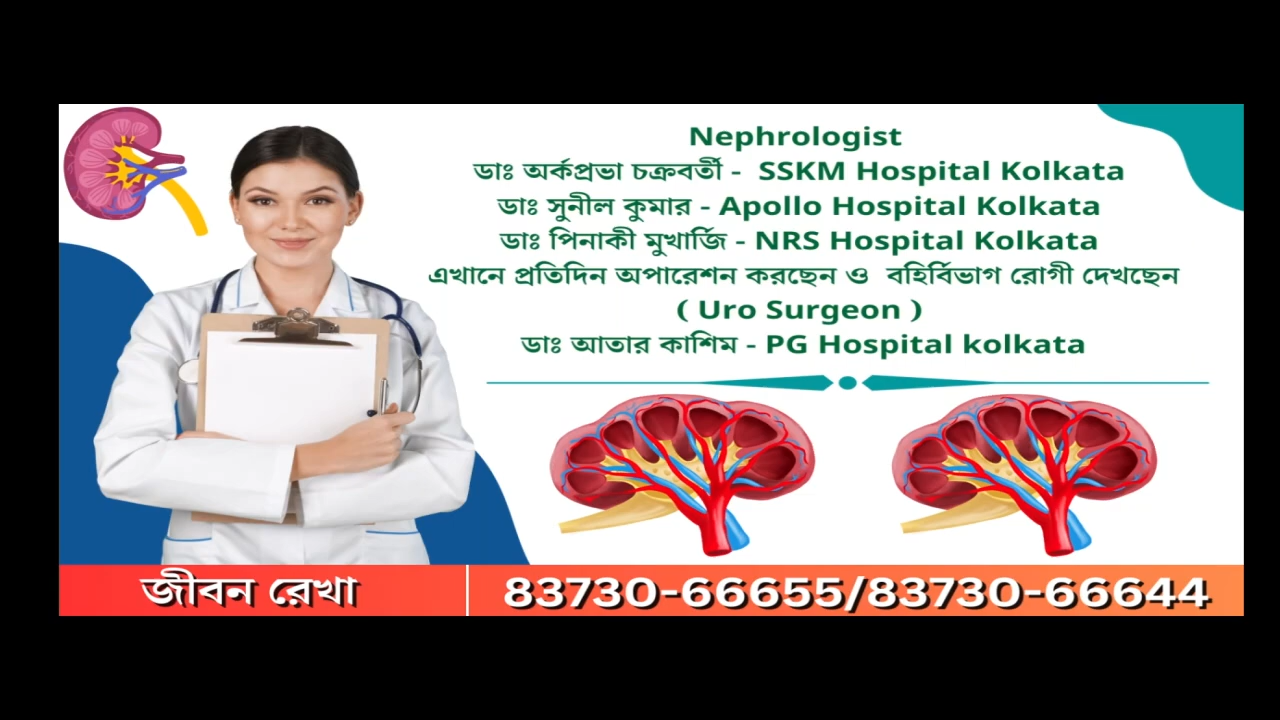 Nephrologist
ডাঃ অর্কপ্রভা চক্রবর্তী - SSKM Hospital Kolkata
ডাঃ সুনীল কুমার - Apollo Hospital Kolkata
ডাঃ পিনাকী মুখার্জি - NRS Hospital Kolkata
এখানে প্রতিদিন অপারেশন করছেন ও বহির্বিভাগ রোগী দেখছেন
( Uro Surgeon )
ডাঃ আতার কাশিম - PG Hospital kolkata
জীবন রেখা
83730-66655/83730-66644